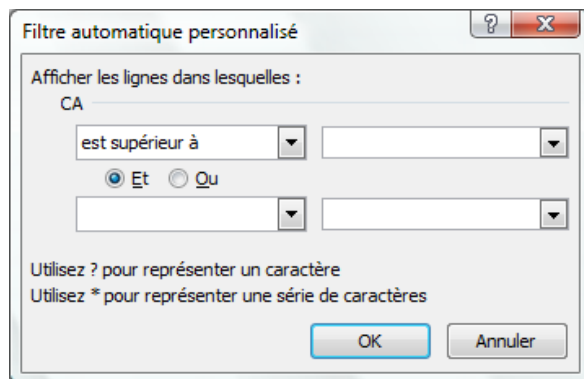 Filtre automatique personnalisé
Afficher les lignes dans lesquelles :
CA
est supérieur à
Et Ou
Utilisez ? pour représenter un caractère
Utilisez * pour représenter une série de caractères
OK Annuler